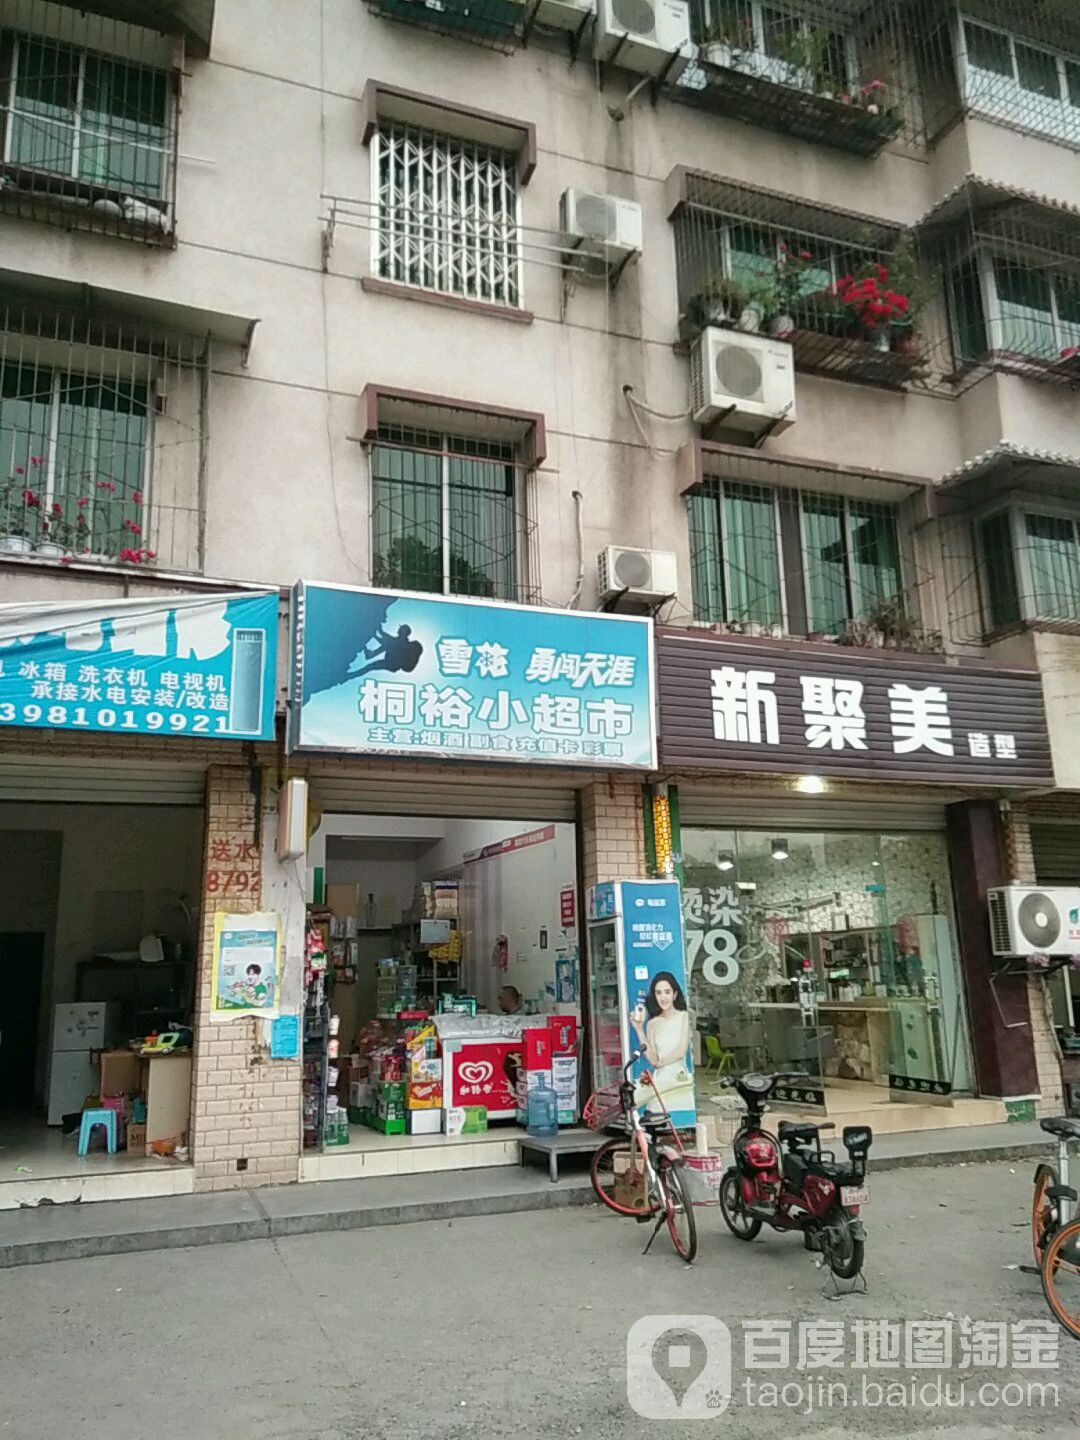 冰箱 洗衣机 电视机
承接水电安装/改造
3981019921
雪花 勇闯天涯
桐裕小超市
主营:烟酒 副食 充值卡 彩票
新聚美 造型
送水
8792
烫·染
78
百度地图淘金
taojin.baidu.com